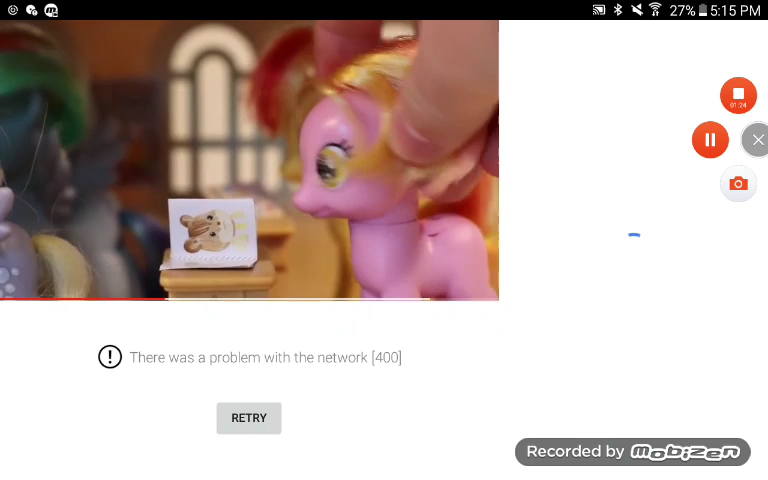 27% 5:15 PM
01:24
There was a problem with the network [400]
RETRY
Recorded by mobizen